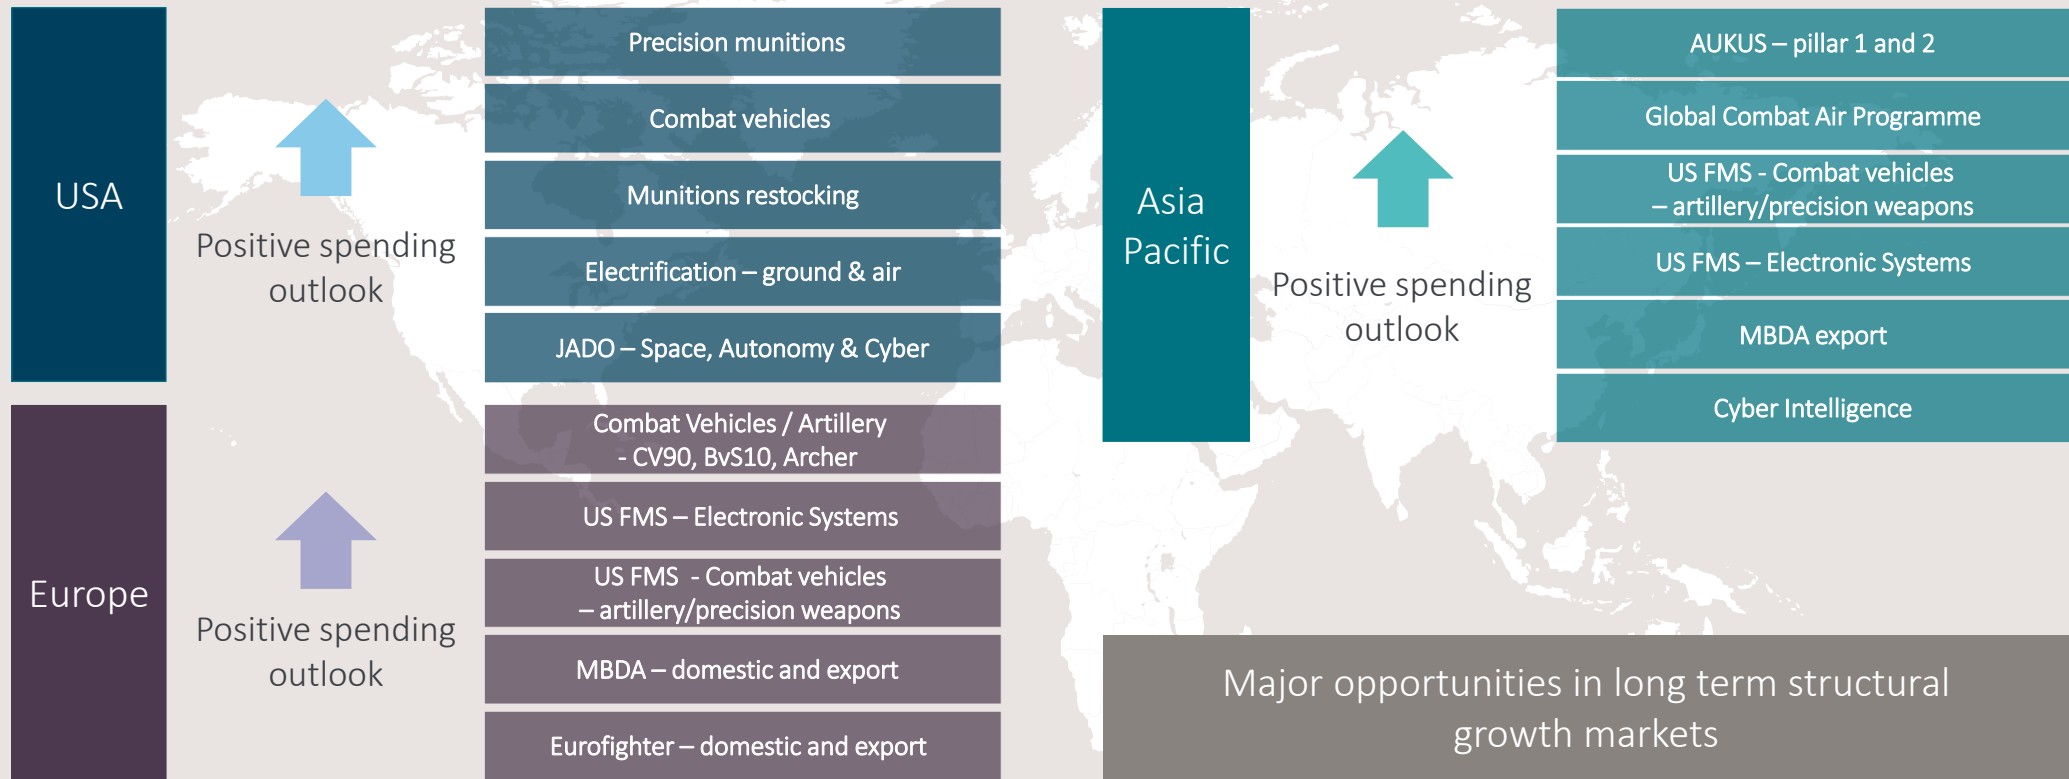 USA
Positive spending
outlook
Precision munitions
Combat vehicles
Munitions restocking
Electrification – ground & air
JADO – Space, Autonomy & Cyber
Europe
Positive spending
outlook
Combat Vehicles / Artillery
- CV90, BvS10, Archer
US FMS – Electronic Systems
US FMS  - Combat vehicles
– artillery/precision weapons
MBDA – domestic and export
Eurofighter – domestic and export
Asia
Pacific
Positive spending
outlook
AUKUS – pillar 1 and 2
Global Combat Air Programme
US FMS - Combat vehicles
– artillery/precision weapons
US FMS – Electronic Systems
MBDA export
Cyber Intelligence
Major opportunities in long term structural
growth markets